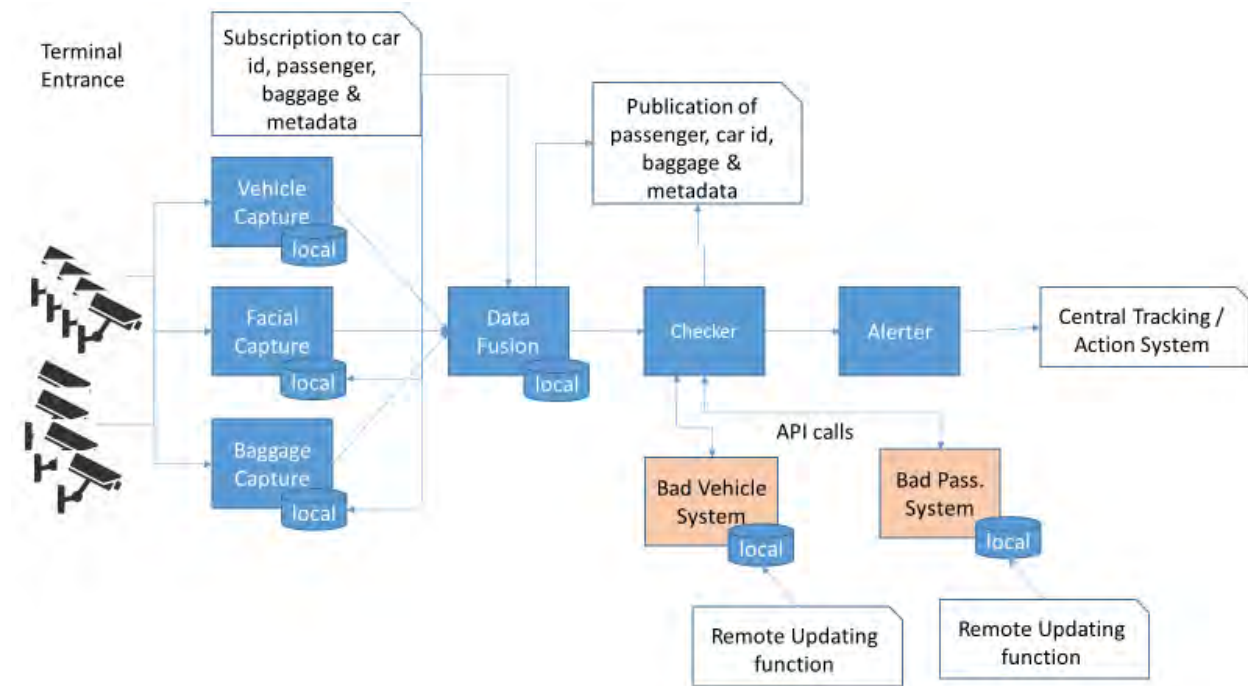 Terminal
Entrance
Subscription to car
id, passenger,
baggage &
metadata
Publication of
passenger, car id,
baggage &
metadata
Vehicle
Capture
local
Facial
Capture
local
Baggage
Capture
local
Data
Fusion
local
Checker
Alerter
Central Tracking /
Action System
API calls
Bad Vehicle
System
local
Bad Pass.
System
local
Remote Updating
function
Remote Updating
function